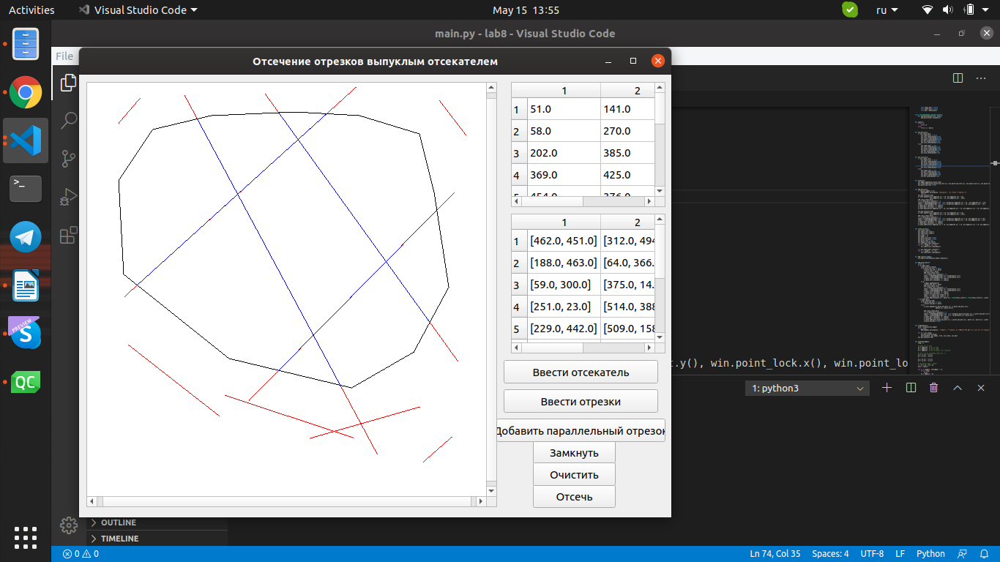 Activities
Visual Studio Code
May 15 13:55
ru
main.py - lab8 - Visual Studio Code
File
Отсечение отрезков выпуклым отсекателем
1 2
1 51.0 141.0
2 58.0 270.0
3 202.0 385.0
4 369.0 425.0
5 454.0 376.0
1 2
1 [462.0, 451.0] [312.0, 494
2 [188.0, 463.0] [64.0, 366.
3 [59.0, 300.0] [375.0, 14.
4 [251.0, 23.0] [514.0, 388
5 [229.0, 442.0] [509.0, 158
Ввести отсекатель
Ввести отрезки
Добавить параллельный отрезок
Замкнуть
Очистить
Отсечь
t.y(), win.point_lock.x(), win.point_lo
1: python3
>_
PREVIEW
S
QC
OUTLINE
TIMELINE
0 0
Ln 74, Col 35
Spaces: 4
UTF-8
LF
Python